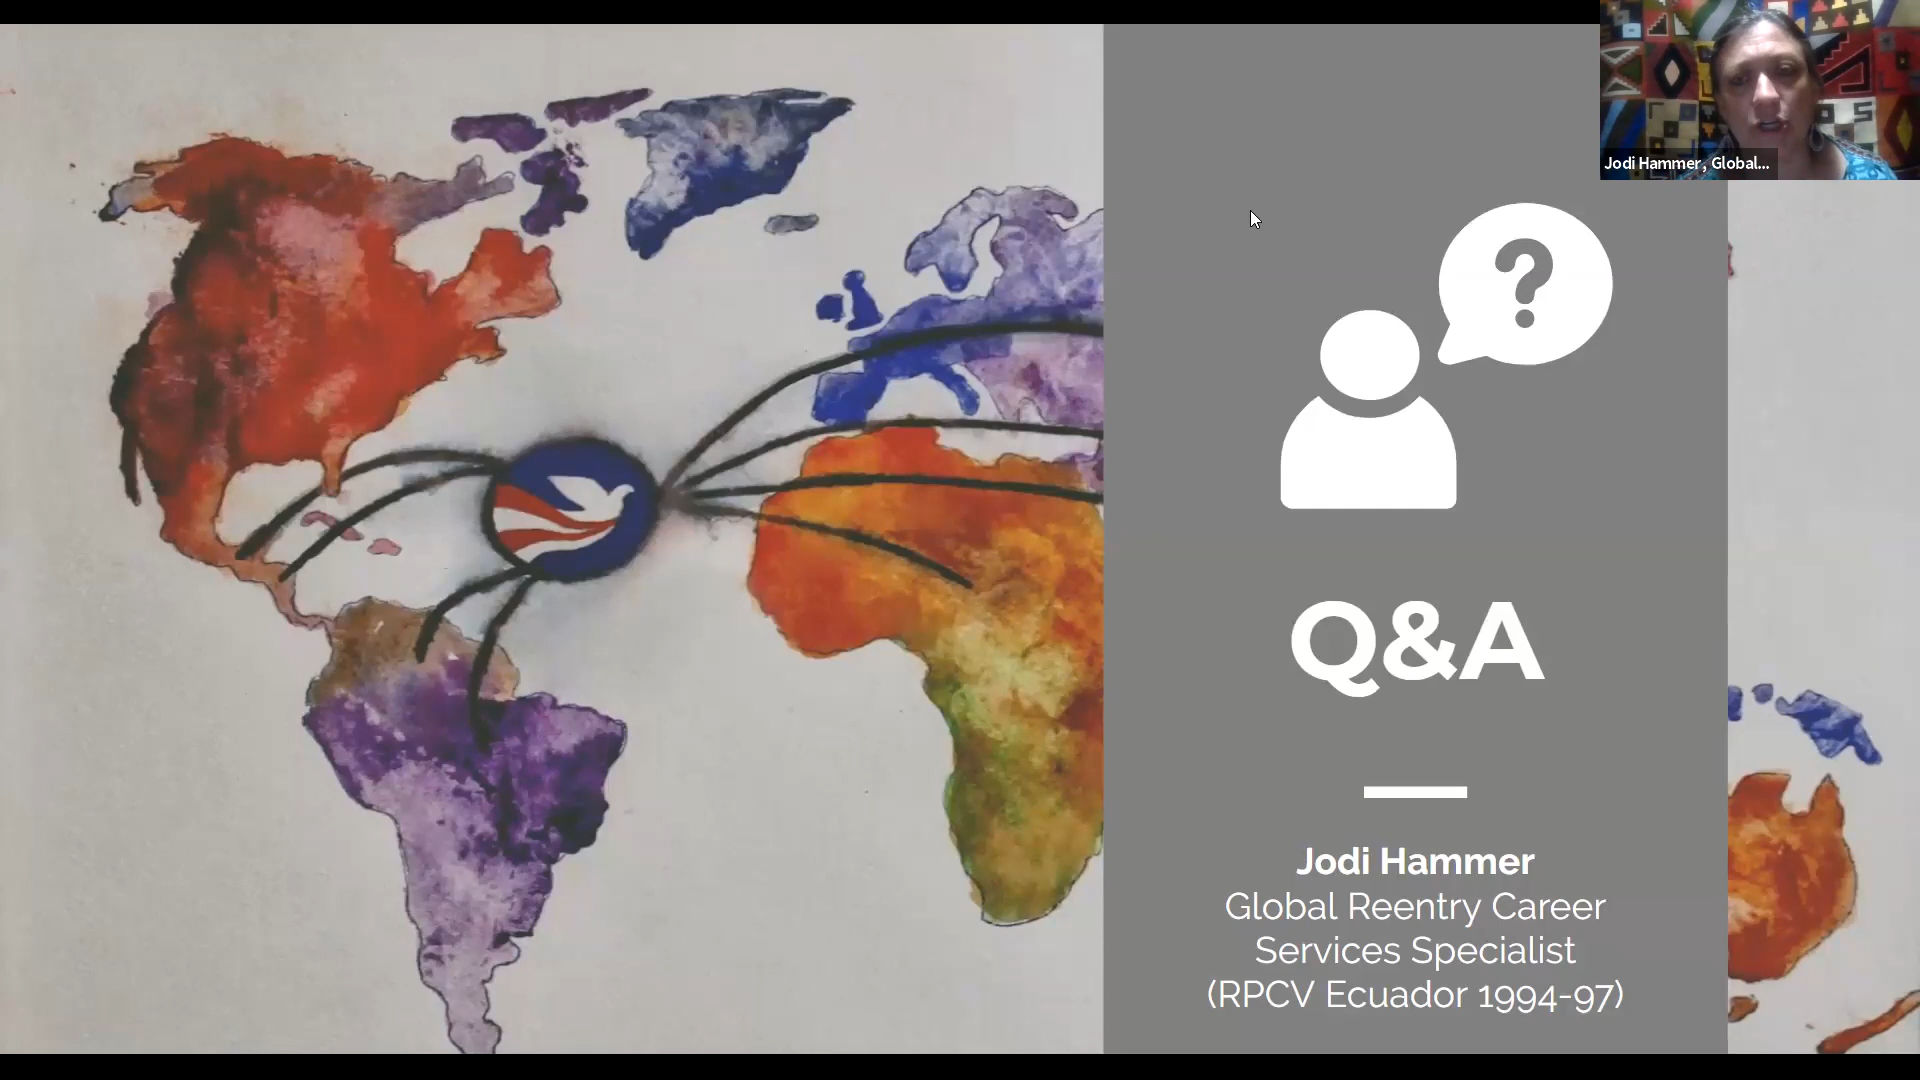 Jodi Hammer, Global...
?
Q&A
Jodi Hammer
Global Reentry Career
Services Specialist
(RPCV Ecuador 1994-97)